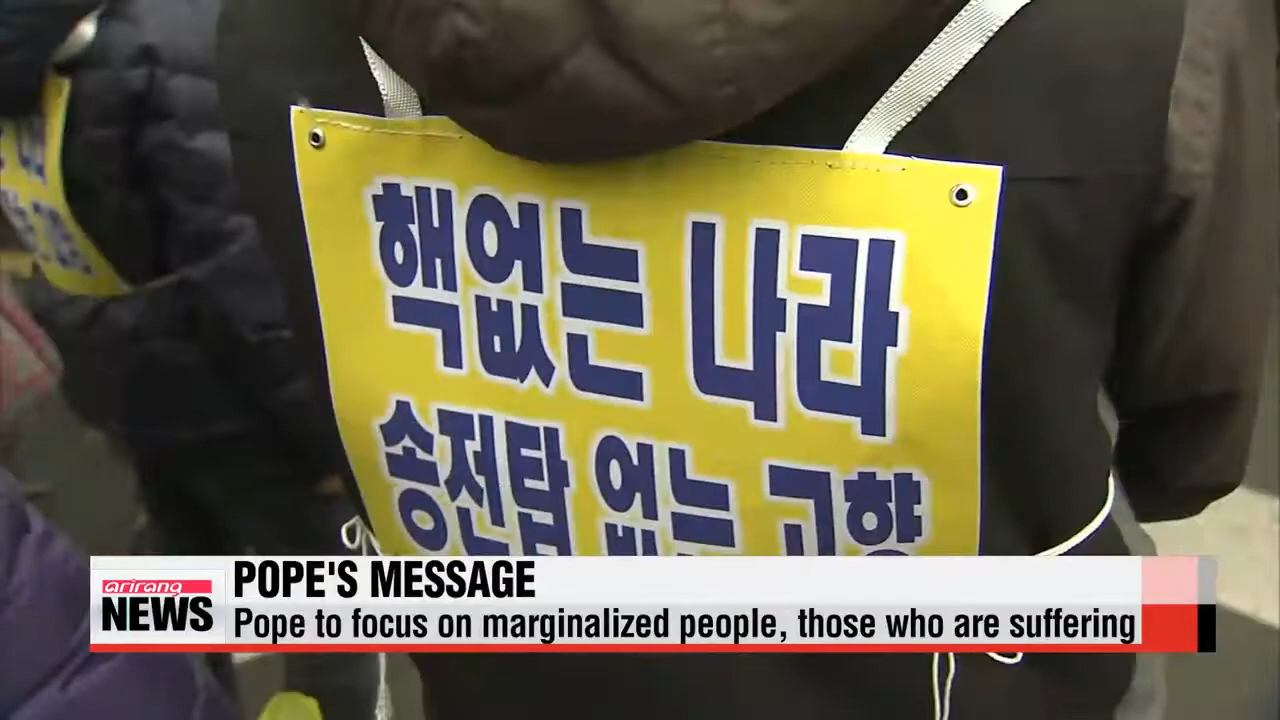 핵없는 나라
송전탑 없는 고향
POPE'S MESSAGE
arirang
NEWS
Pope to focus on marginalized people, those who are suffering